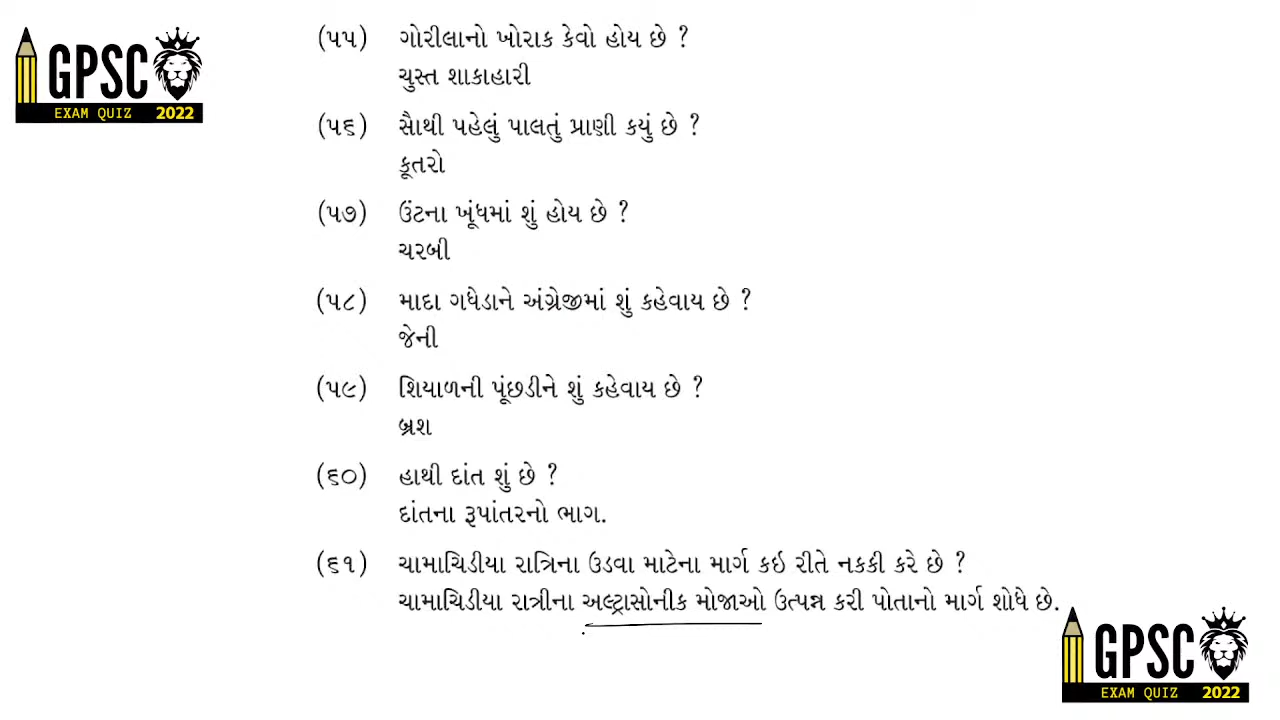 GPSC
EXAM QUIZ 2022
(૫૫) ગોરીલાનો ખોરાક કેવો હોય છે ?
ચુસ્ત શાકાહારી
(૫૬) સૌાથી પહેલું પાલતું પ્રાણી કયું છે ?
કૂતરો
(૫૭) ઉંટના ખૂંધમાં શું હોય છે ?
ચરબી
(૫૮) માદા ગધેડાને અંગ્રેજીમાં શું કહેવાય છે ?
જેની
(૫૯) શિયાળની પૂંછડીને શું કહેવાય છે ?
બ્રશ
(૬૦) હાથી દાંત શું છે ?
દાંતના રૂપાંતરનો ભાગ.
(૬૧) ચામાચિડીયા રાત્રિના ઉડવા માટેના માર્ગ કઇ રીતે નકકી કરે છે ?
ચામાચિડીયા રાત્રીના અલ્ટ્રાસોનીક મોજાઓ ઉત્પન્ન કરી પોતાનો માર્ગ શોધે છે.
GPSC
EXAM QUIZ 2022